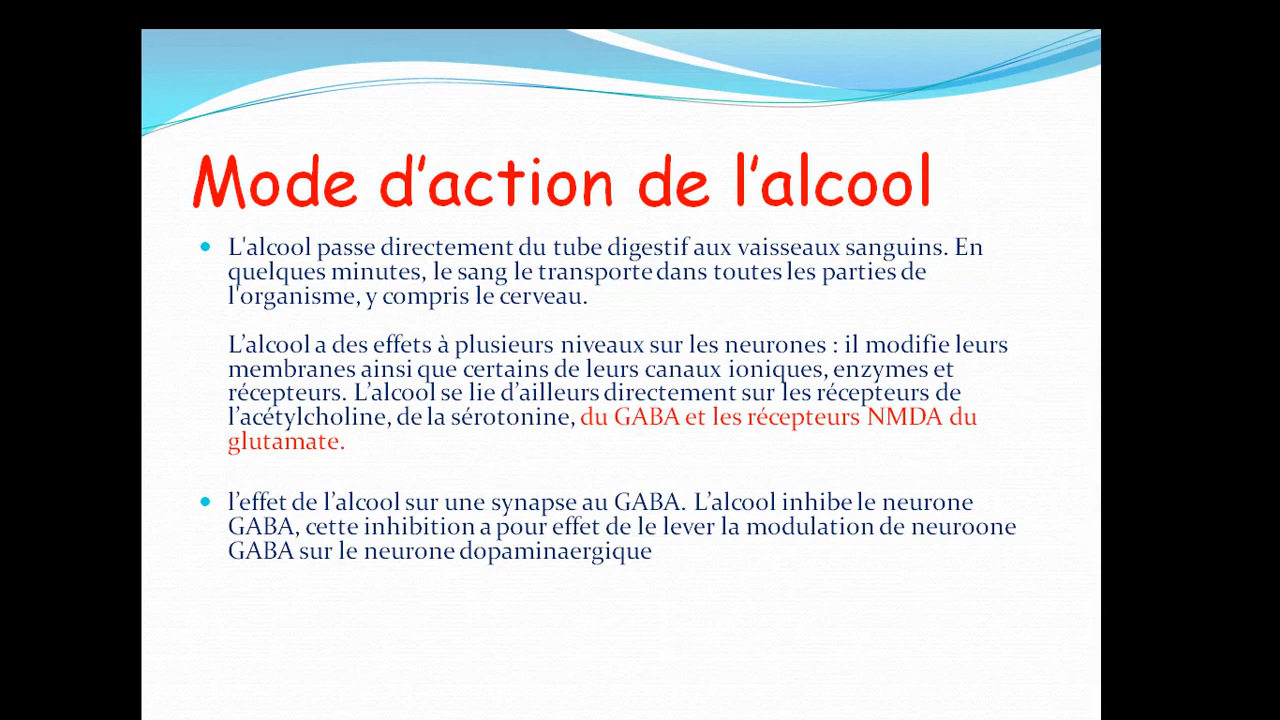 Mode d’action de l’alcool
L'alcool passe directement du tube digestif aux vaisseaux sanguins. En
quelques minutes, le sang le transporte dans toutes les parties de
l'organisme, y compris le cerveau.
L’alcool a des effets à plusieurs niveaux sur les neurones : il modifie leurs
membranes ainsi que certains de leurs canaux ioniques, enzymes et
récepteurs. L’alcool se lie d’ailleurs directement sur les récepteurs de
l’acétylcholine, de la sérotonine, du GABA et les récepteurs NMDA du
glutamate.
l’effet de l’alcool sur une synapse au GABA. L’alcool inhibe le neurone
GABA, cette inhibition a pour effet de le lever la modulation de neuroone
GABA sur le neurone dopaminaergique